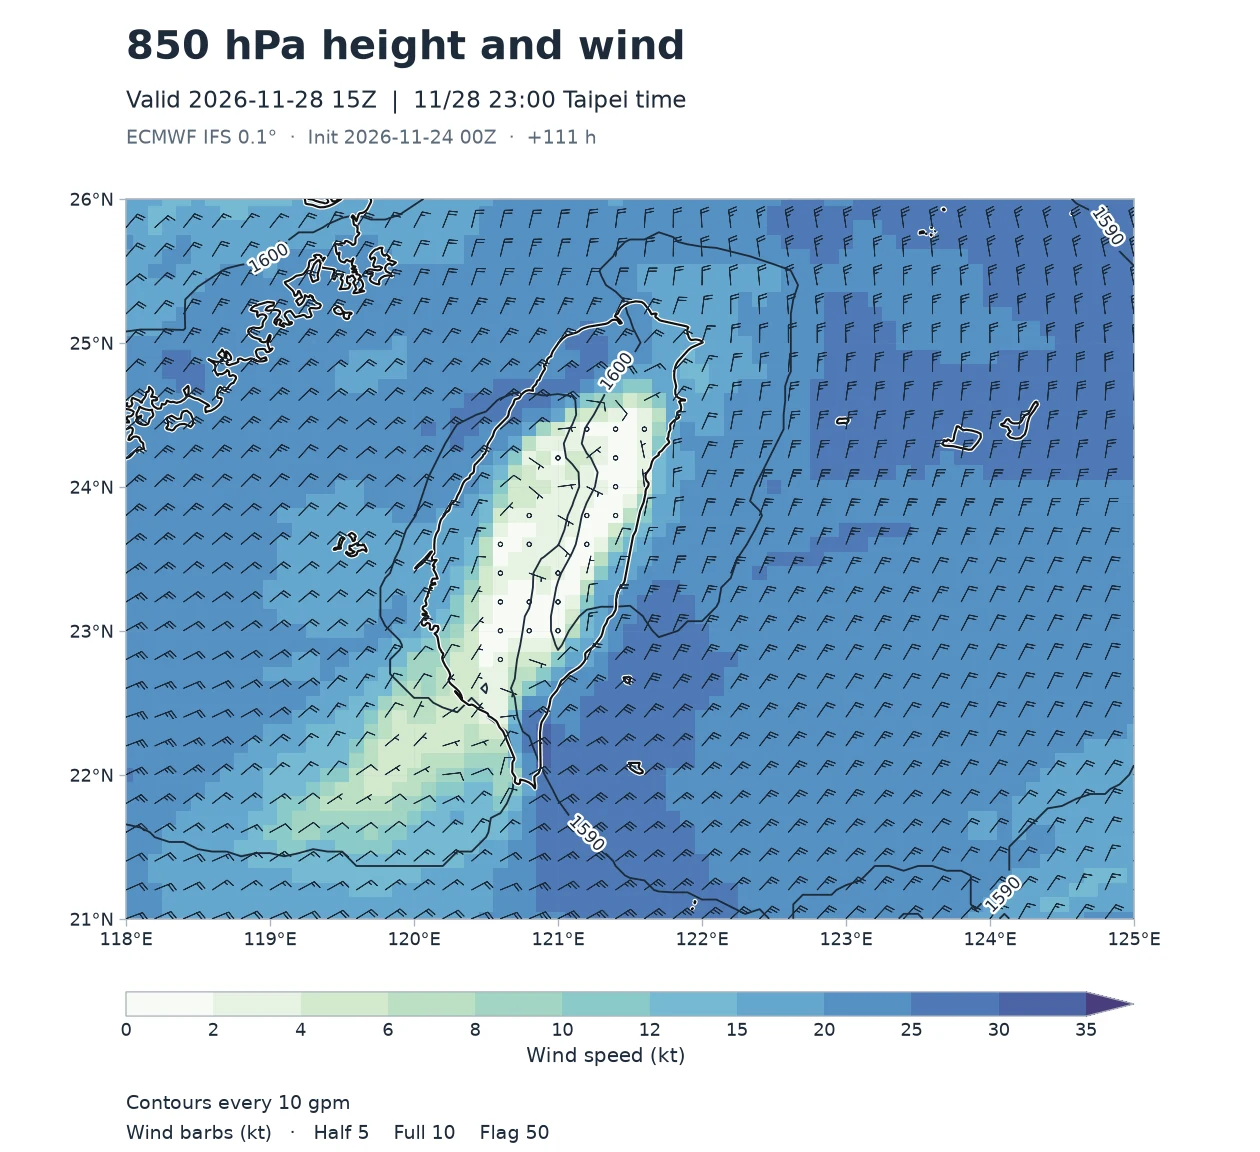 850 hPa height and wind
Valid 2026-11-28 15Z | 11/28 23:00 Taipei time
ECMWF IFS 0.1° · Init 2026-11-24 00Z · +111 h
26°N
25°N
24°N
23°N
22°N
21°N
1600
1590
1600
1590
1590
118°E 119°E 120°E 121°E 122°E 123°E 124°E 125°E
0 2 4 6 8 10 12 15 20 25 30 35
Wind speed (kt)
Contours every 10 gpm
Wind barbs (kt) · Half 5 Full 10 Flag 50